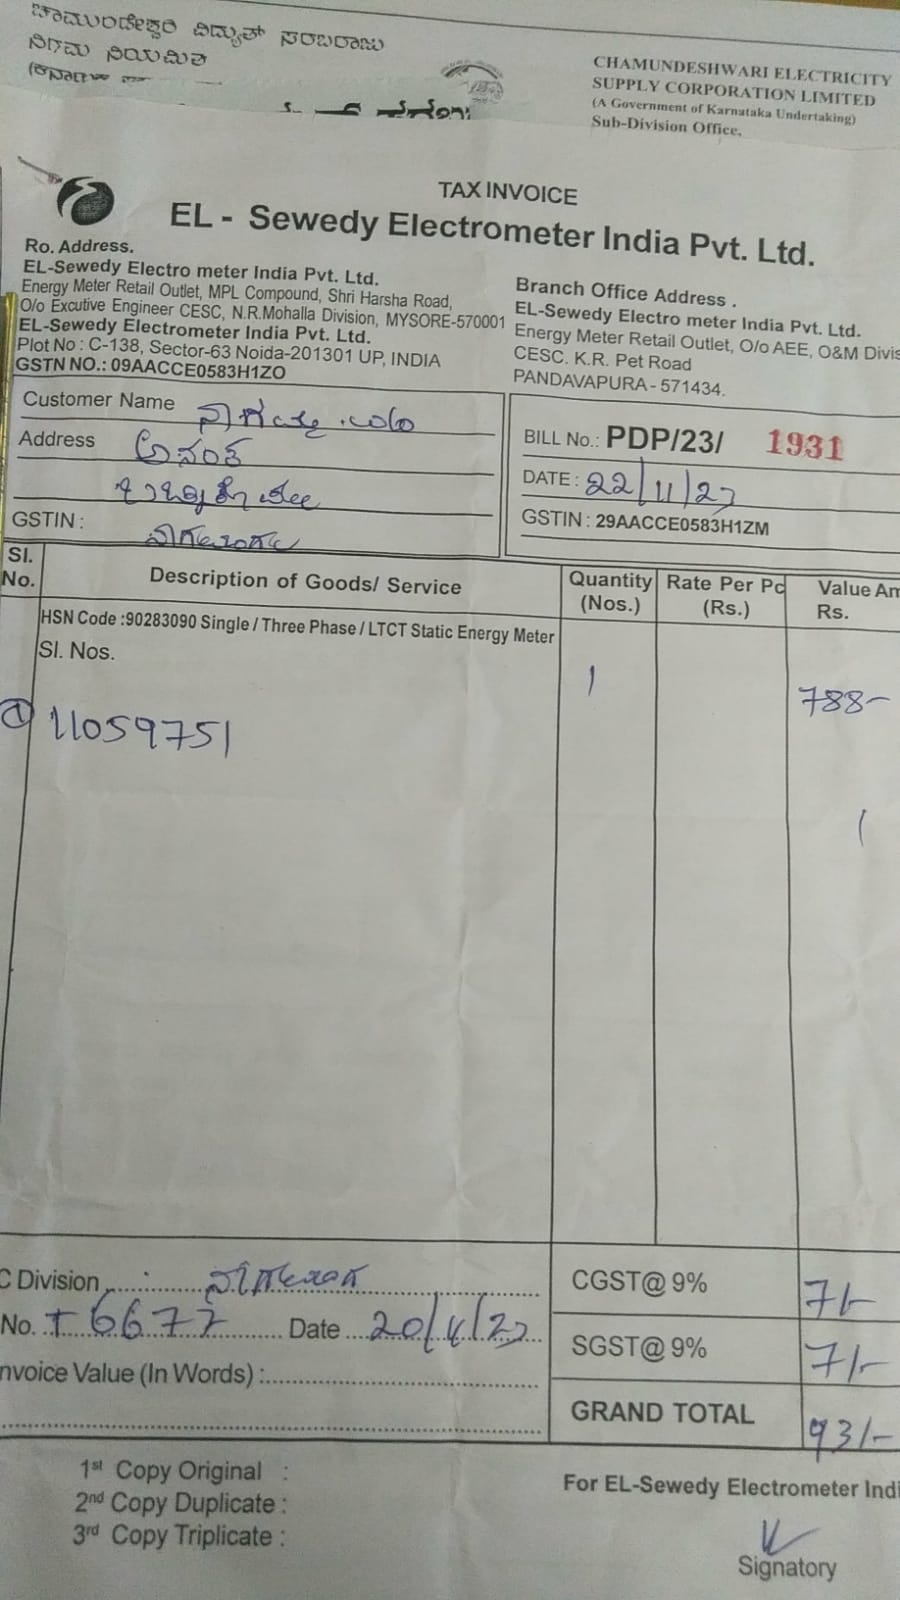 ಚಾಮುಂಡೇಶ್ವರಿ ವಿದ್ಯುತ್ ಸರಬರಾಜು
ನಿಗಮ ನಿಯಮಿತ
CHAMUNDESHWARI ELECTRICITY
SUPPLY CORPORATION LIMITED
(A Government of Karnataka Undertaking)
Sub-Division Office,
TAX INVOICE
EL - Sewedy Electrometer India Pvt. Ltd.
Ro. Address.
EL-Sewedy Electro meter India Pvt. Ltd.
Energy Meter Retail Outlet, MPL Compound, Shri Harsha Road,
O/o Excutive Engineer CESC, N.R.Mohalla Division, MYSORE-570001
EL-Sewedy Electrometer India Pvt. Ltd.
Plot No : C-138, Sector-63 Noida-201301 UP, INDIA
GSTN NO.: 09AACCE0583H1ZO
Branch Office Address .
EL-Sewedy Electro meter India Pvt. Ltd.
Energy Meter Retail Outlet, O/o AEE, O&M Divis
CESC. K.R. Pet Road
PANDAVAPURA - 571434.
Customer Name
Address
GSTIN :
BILL No.: PDP/23/ 1931
DATE : 22/11/23
GSTIN : 29AACCE0583H1ZM
Sl. No. Description of Goods/ Service Quantity (Nos.) Rate Per Pc (Rs.) Value Am Rs.
HSN Code :90283090 Single / Three Phase / LTCT Static Energy Meter
Sl. Nos.
1 788-
11059751
C Division
CGST@ 9% 71/-
No. T 6677 Date 20/11/23
SGST@ 9% 71/-
nvoice Value (In Words) :
GRAND TOTAL 931/-
1st Copy Original :
2nd Copy Duplicate :
3rd Copy Triplicate :
For EL-Sewedy Electrometer Indi
Signatory